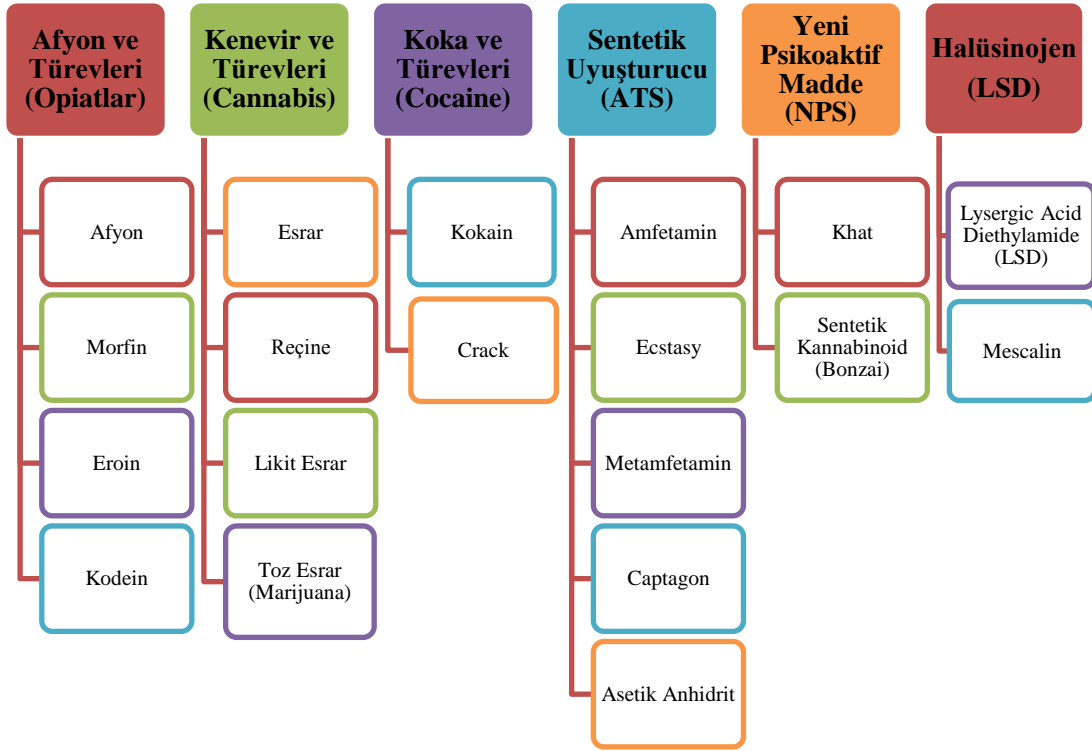 Afyon ve
Türevleri
(Opiatlar)
Afyon
Morfin
Eroin
Kodein
Kenevir ve
Türevleri
(Cannabis)
Esrar
Reçine
Likit Esrar
Toz Esrar
(Marijuana)
Koka ve
Türevleri
(Cocaine)
Kokain
Crack
Sentetik
Uyuşturucu
(ATS)
Amfetamin
Ecstasy
Metamfetamin
Captagon
Asetik Anhidrit
Yeni
Psikoaktif
Madde
(NPS)
Khat
Sentetik
Kannabinoid
(Bonzai)
Halüsinojen
(LSD)
Lysergic Acid
Diethylamide
(LSD)
Mescalin